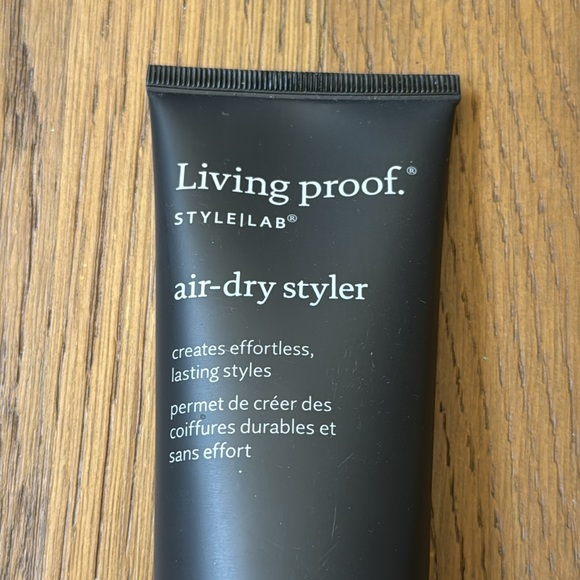 Living proof.®
STYLE|LAB®
air-dry styler
creates effortless,
lasting styles
permet de créer des
coiffures durables et
sans effort